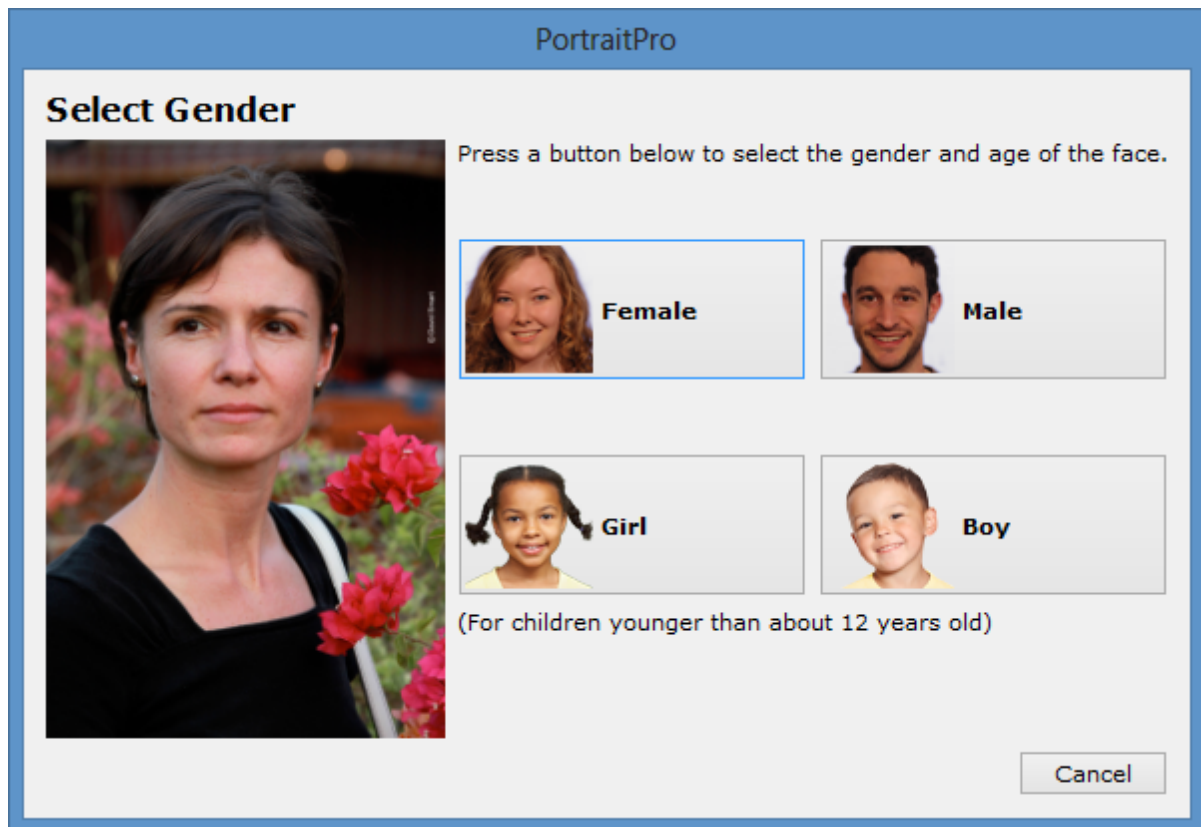 PortraitPro
Select Gender
Press a button below to select the gender and age of the face.
Female
Male
Girl
Boy
(For children younger than about 12 years old)
Cancel